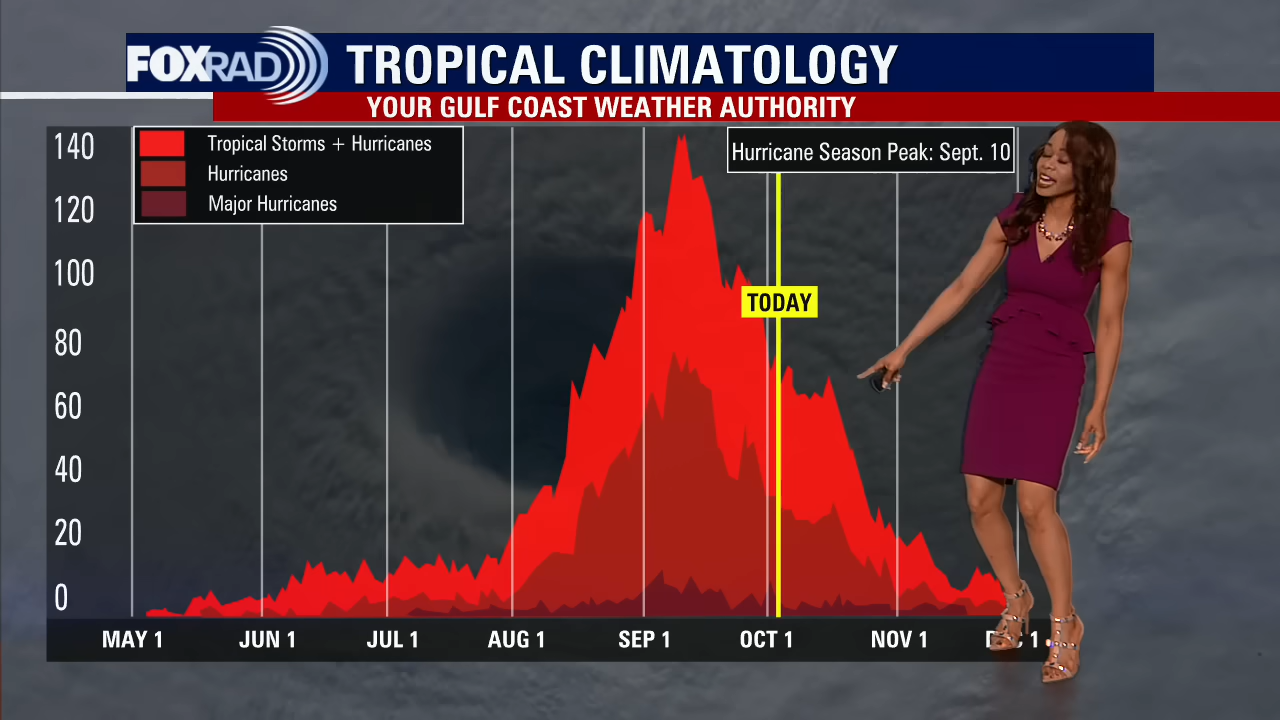 FOXRAD
TROPICAL CLIMATOLOGY
YOUR GULF COAST WEATHER AUTHORITY
Tropical Storms + Hurricanes
Hurricanes
Major Hurricanes
Hurricane Season Peak: Sept. 10
TODAY
140
120
100
80
60
40
20
0
MAY 1
JUN 1
JUL 1
AUG 1
SEP 1
OCT 1
NOV 1
DEC 1